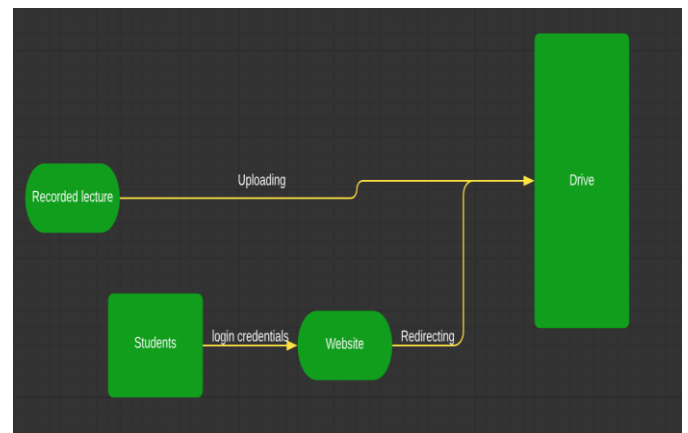 Uploading
Drive
Recorded lecture
Students
login credentials
Website
Redirecting